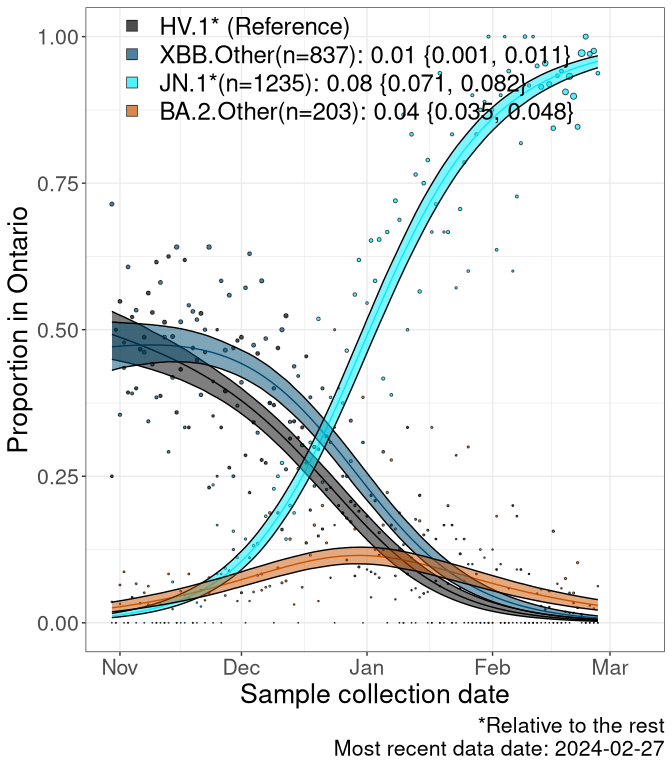 HV.1* (Reference)
XBB.Other(n=837): 0.01 {0.001, 0.011}
JN.1*(n=1235): 0.08 {0.071, 0.082}
BA.2.Other(n=203): 0.04 {0.035, 0.048}
1.00
0.75
0.50
0.25
0.00
Proportion in Ontario
Nov Dec Jan Feb Mar
Sample collection date
*Relative to the rest
Most recent data date: 2024-02-27